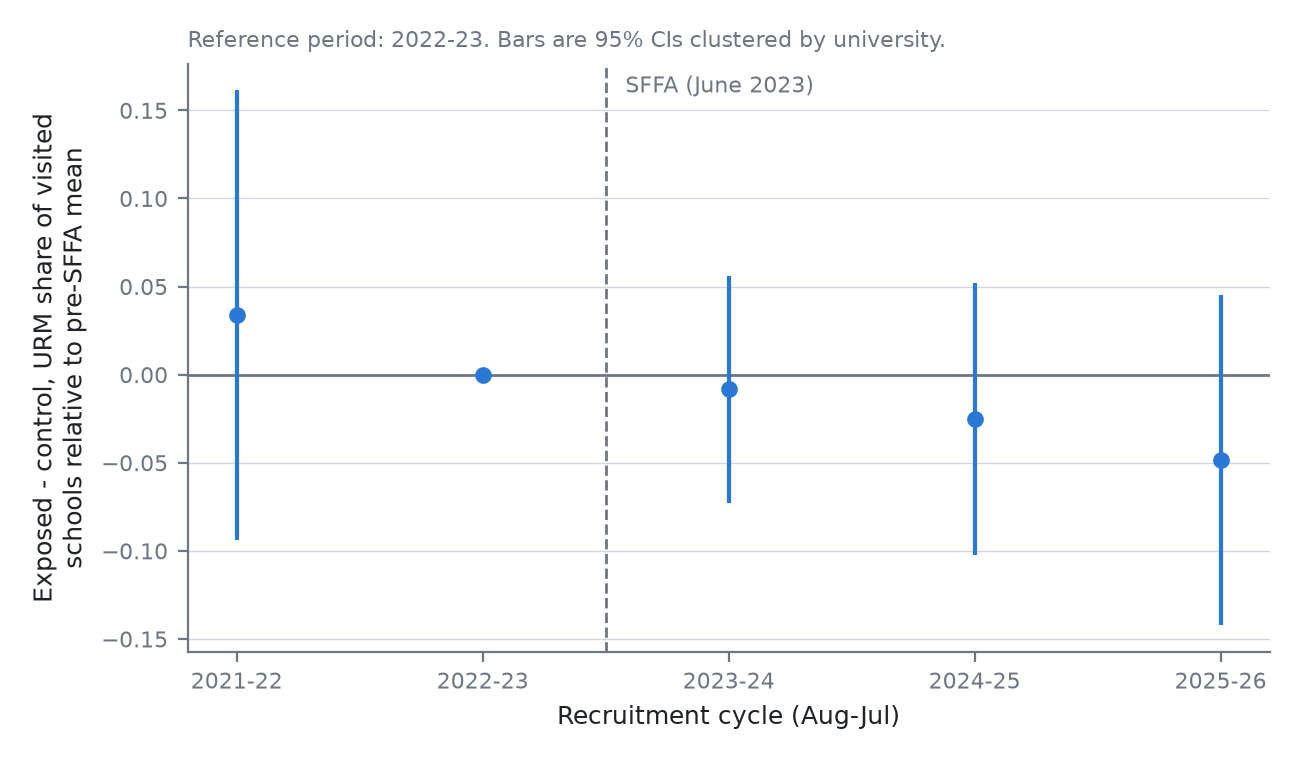 Reference period: 2022-23. Bars are 95% CIs clustered by university.
SFFA (June 2023)
Exposed - control, URM share of visited
schools relative to pre-SFFA mean
0.15
0.10
0.05
0.00
−0.05
−0.10
−0.15
2021-22
2022-23
2023-24
2024-25
2025-26
Recruitment cycle (Aug-Jul)